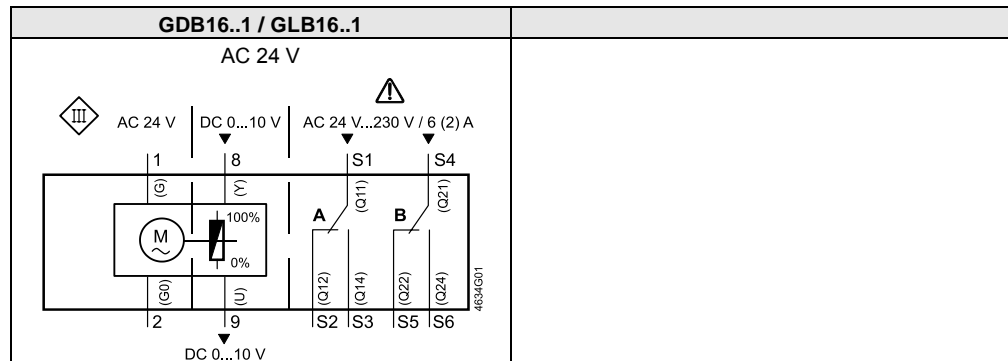 GDB16..1 / GLB16..1
AC 24 V
III
AC 24 V
DC 0...10 V
AC 24 V...230 V / 6 (2) A
1
8
S1
S4
(G)
(Y)
(Q11)
(Q21)
A
B
100%
M
0%
(G0)
(U)
(Q12)
(Q14)
(Q22)
(Q24)
4634G01
2
9
S2
S3
S5
S6
DC 0...10 V